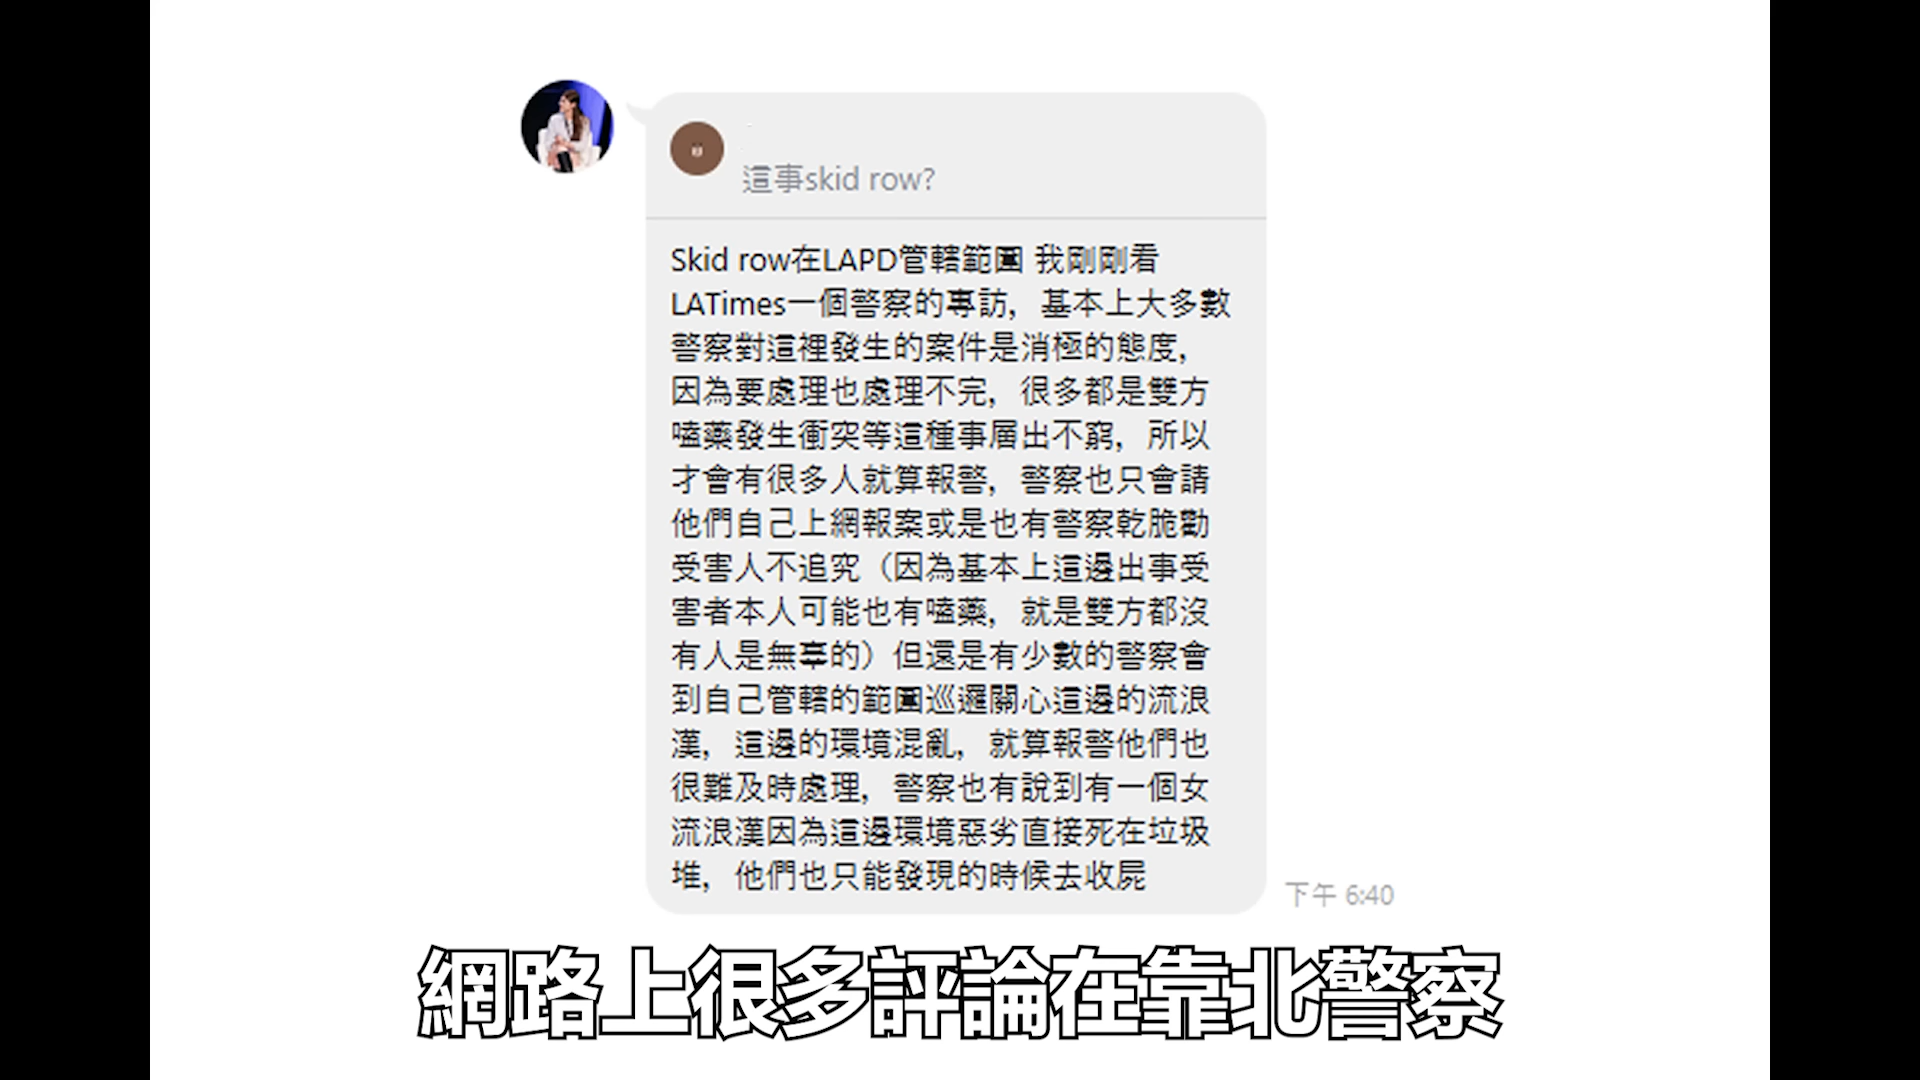 這事skid row?
Skid row在LAPD管轄範圍 我剛剛看
LATimes一個警察的專訪，基本上大多數
警察對這裡發生的案件是消極的態度，
因為要處理也處理不完，很多都是雙方
嗑藥發生衝突等這種事層出不窮，所以
才會有很多人就算報警，警察也只會請
他們自己上網報案或是也有警察乾脆勸
受害人不追究（因為基本上這邊出事受
害者本人可能也有嗑藥，就是雙方都沒
有人是無辜的）但還是有少數的警察會
到自己管轄的範圍巡邏關心這邊的流浪
漢，這邊的環境混亂，就算報警他們也
很難及時處理，警察也有說到有一個女
流浪漢因為這邊環境惡劣直接死在垃圾
堆，他們也只能發現的時候去收屍
下午 6:40
網路上很多評論在靠北警察